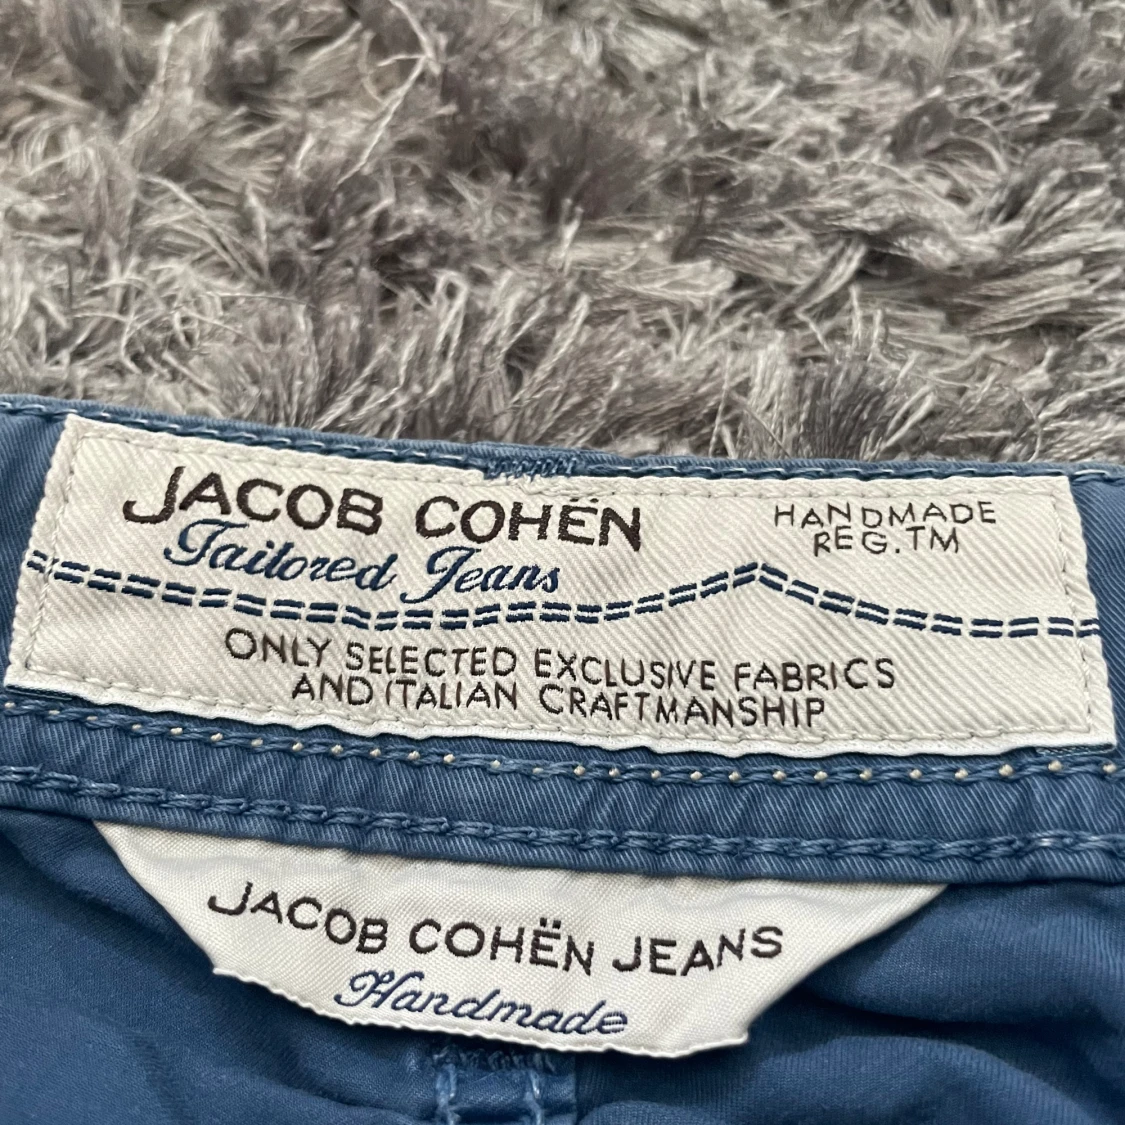 JACOB COHËN
Tailored Jeans
HANDMADE
REG.TM
ONLY SELECTED EXCLUSIVE FABRICS
AND ITALIAN CRAFTMANSHIP
JACOB COHËN JEANS
Handmade